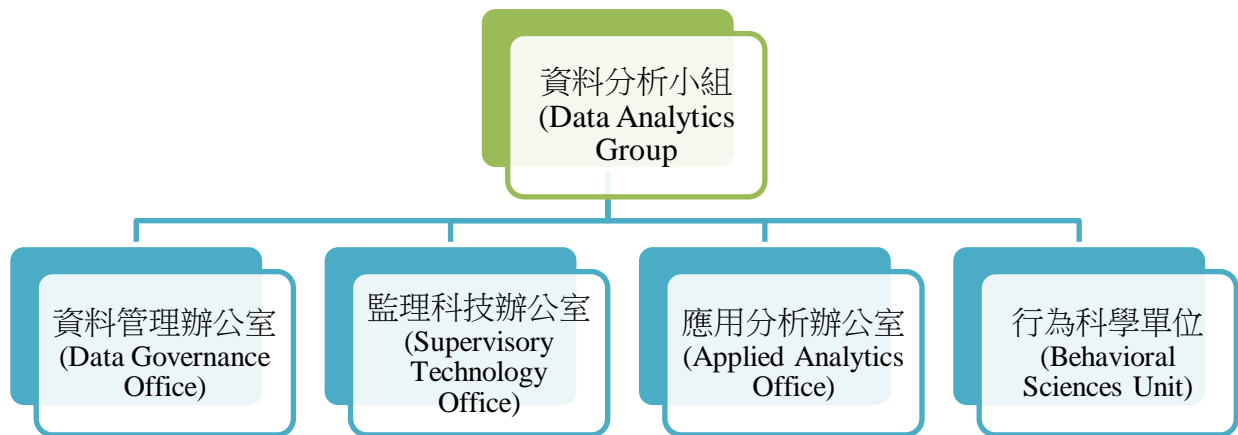 資料分析小組
(Data Analytics
Group
資料管理辦公室
(Data Governance
Office)
監理科技辦公室
(Supervisory
Technology
Office)
應用分析辦公室
(Applied Analytics
Office)
行為科學單位
(Behavioral
Sciences Unit)